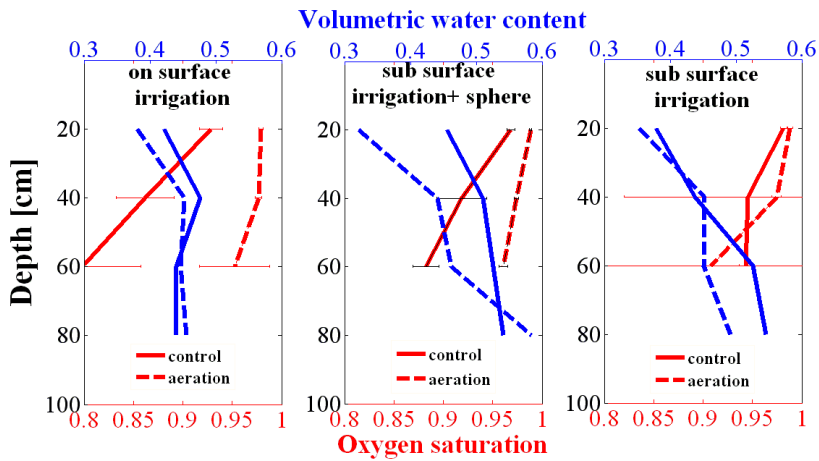 Volumetric water content
0.3 0.4 0.5 0.6 0.3 0.4 0.5 0.6 0.3 0.4 0.5 0.6
on surface
irrigation
sub surface
irrigation+ sphere
sub surface
irrigation
Depth [cm]
20 20 20
40 40 40
60 60 60
80 80 80
100 100 100
control
aeration
control
aeration
control
aeration
0.8 0.85 0.9 0.95 1 0.8 0.85 0.9 0.95 1 0.8 0.85 0.9 0.95 1
Oxygen saturation